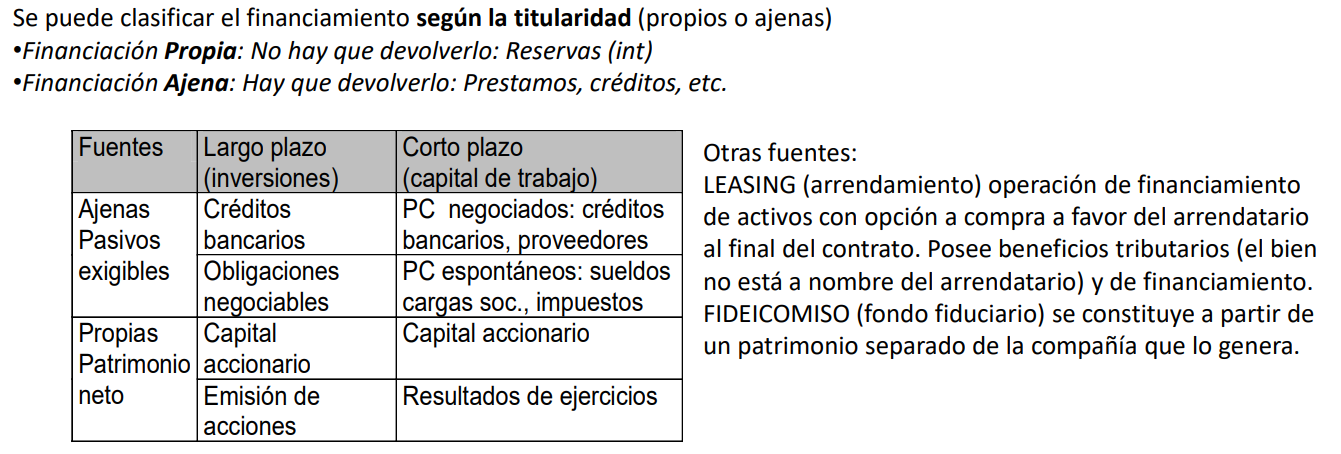 Se puede clasificar el financiamiento según la titularidad (propios o ajenas)
•Financiación Propia: No hay que devolverlo: Reservas (int)
•Financiación Ajena: Hay que devolverlo: Prestamos, créditos, etc.
Fuentes
Largo plazo
(inversiones)
Corto plazo
(capital de trabajo)
Ajenas
Pasivos
exigibles
Créditos
bancarios
PC negociados: créditos
bancarios, proveedores
Obligaciones
negociables
PC espontáneos: sueldos
cargas soc., impuestos
Propias
Patrimonio
neto
Capital
accionario
Capital accionario
Emisión de
acciones
Resultados de ejercicios
Otras fuentes:
LEASING (arrendamiento) operación de financiamiento
de activos con opción a compra a favor del arrendatario
al final del contrato. Posee beneficios tributarios (el bien
no está a nombre del arrendatario) y de financiamiento.
FIDEICOMISO (fondo fiduciario) se constituye a partir de
un patrimonio separado de la compañía que lo genera.